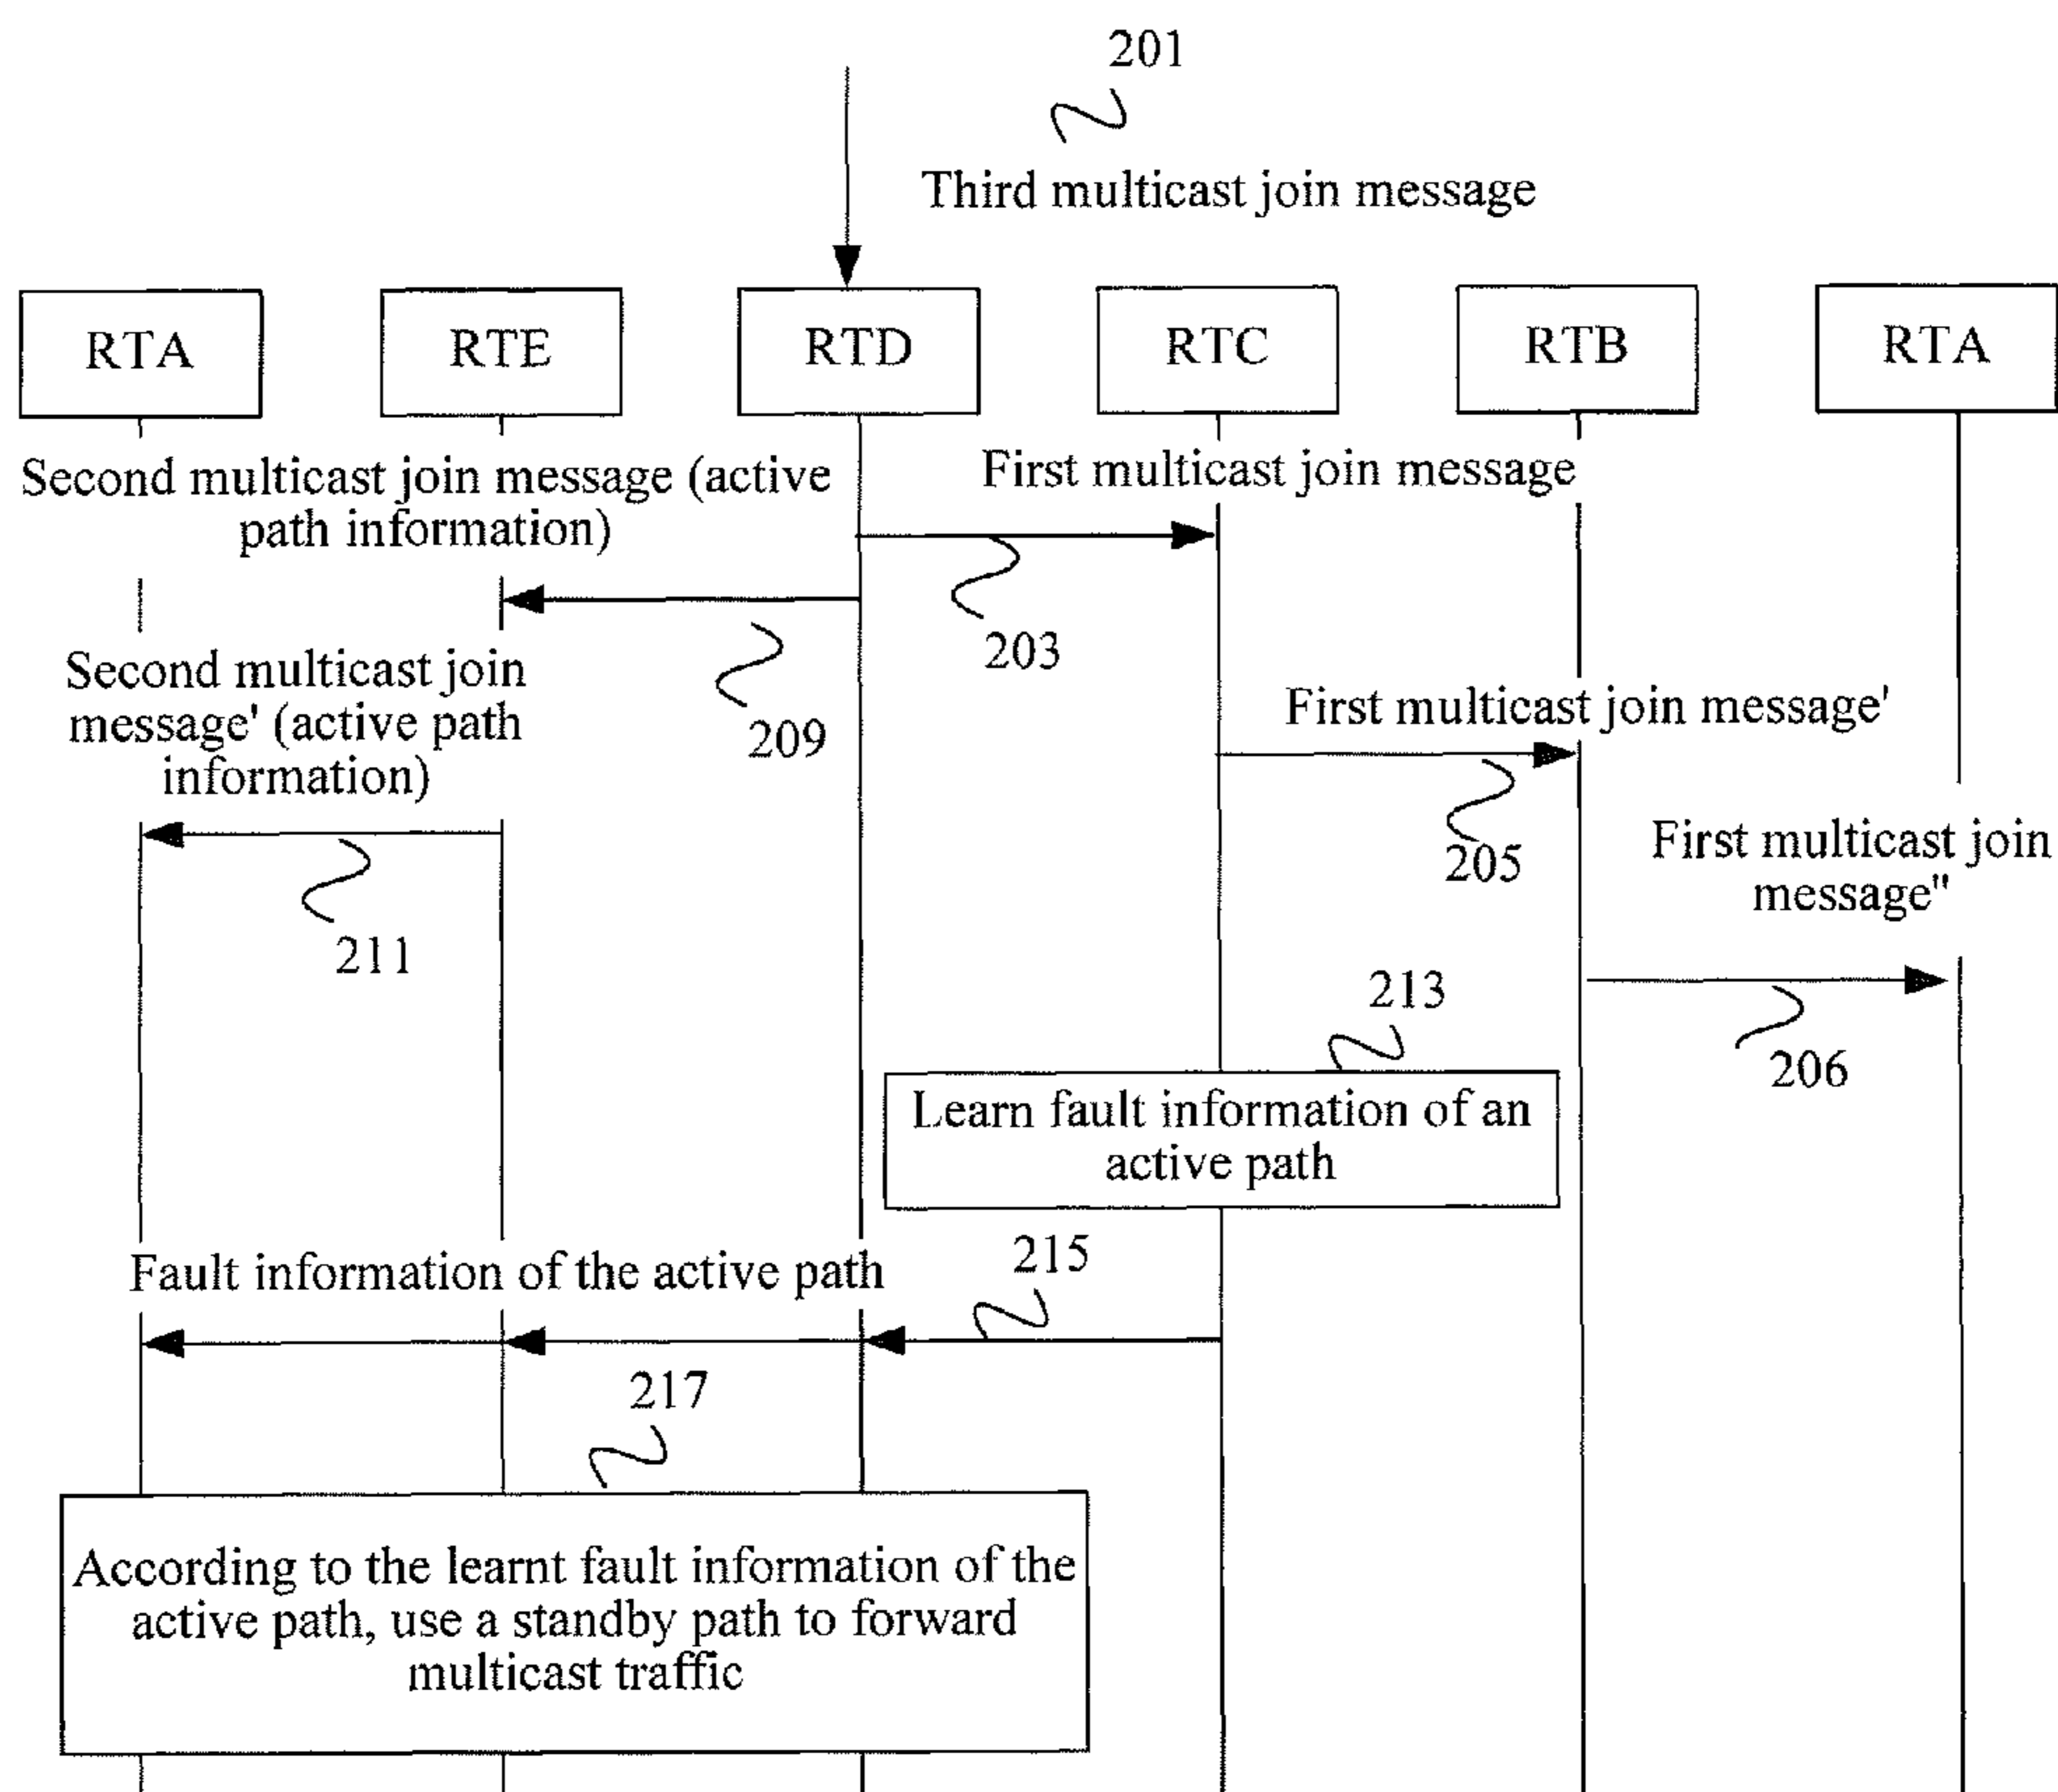 201
Third multicast join message
RTA
RTE
RTD
RTC
RTB
RTA
Second multicast join message (active
path information)
First multicast join message
203
209
Second multicast join
message' (active path
information)
First multicast join message'
205
211
First multicast join
message"
206
213
Learn fault information of an
active path
215
Fault information of the active path
217
According to the learnt fault information of the
active path, use a standby path to forward
multicast traffic